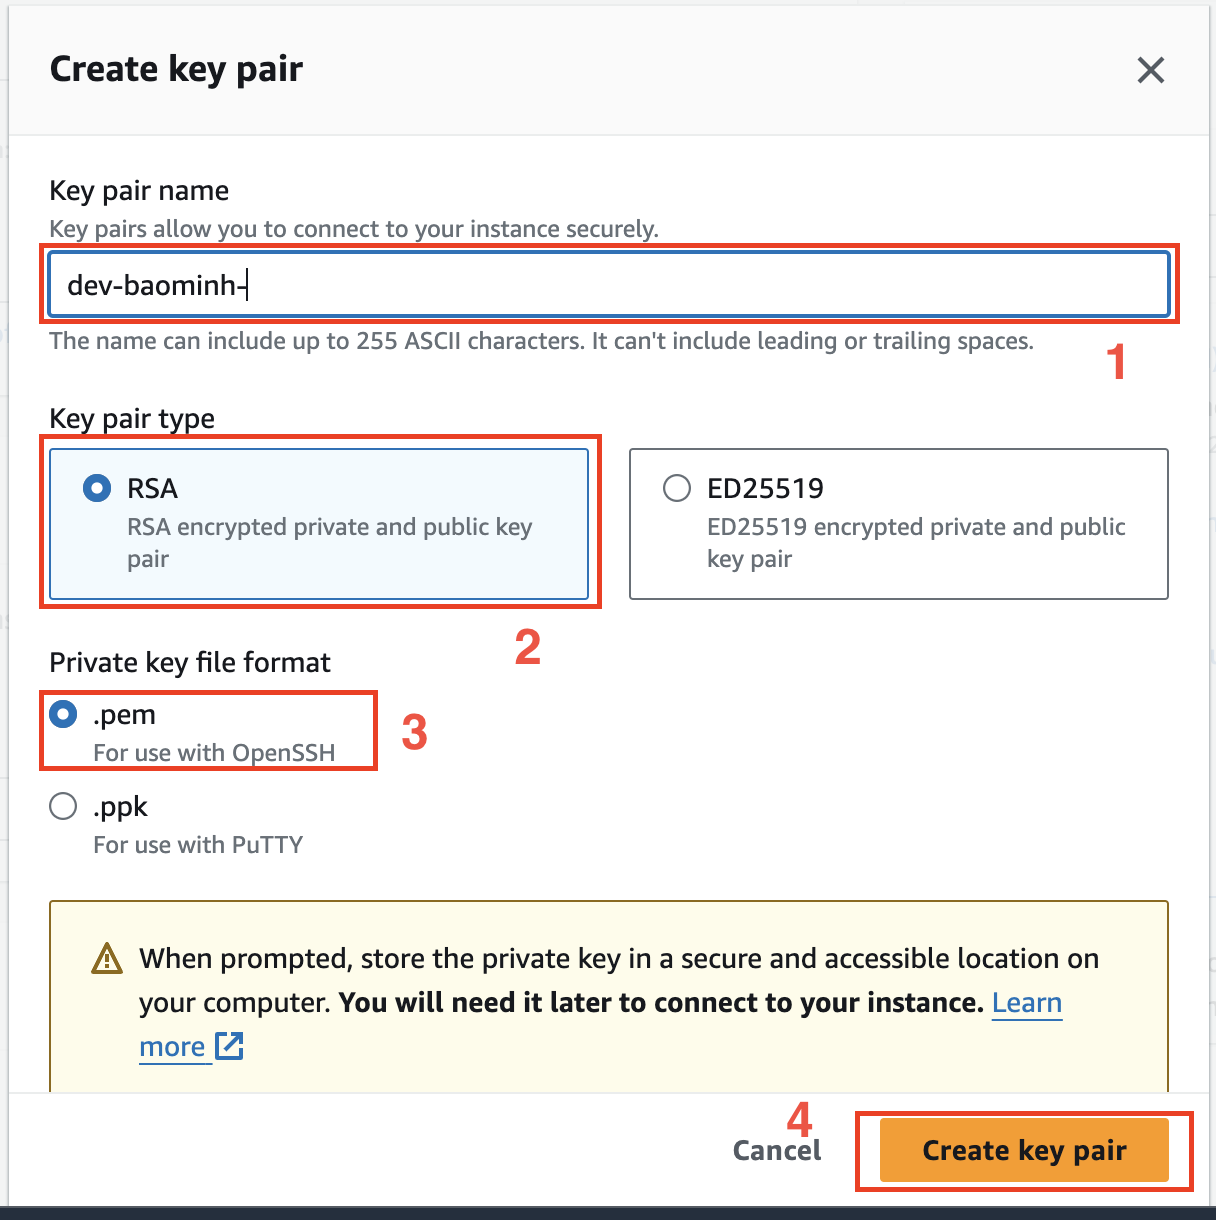 Create key pair
Key pair name
Key pairs allow you to connect to your instance securely.
dev-baominh-
The name can include up to 255 ASCII characters. It can't include leading or trailing spaces.
1
Key pair type
RSA
RSA encrypted private and public key
pair
ED25519
ED25519 encrypted private and public
key pair
2
Private key file format
.pem
For use with OpenSSH
3
.ppk
For use with PuTTY
When prompted, store the private key in a secure and accessible location on
your computer. You will need it later to connect to your instance. Learn
more
4
Cancel
Create key pair